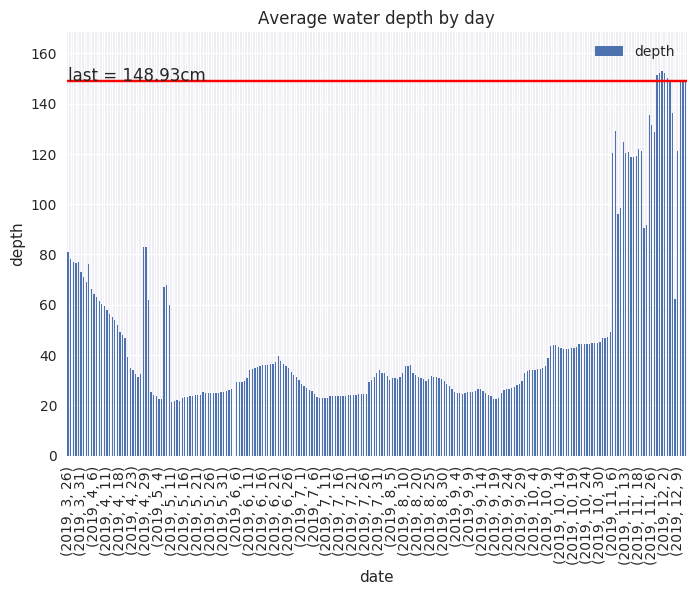 Average water depth by day
depth
last = 148.93cm
160
140
120
100
80
60
40
20
0
depth
(2019, 3, 26)
(2019, 3, 31)
(2019, 4, 6)
(2019, 4, 11)
(2019, 4, 18)
(2019, 4, 23)
(2019, 4, 29)
(2019, 5, 4)
(2019, 5, 11)
(2019, 5, 16)
(2019, 5, 21)
(2019, 5, 26)
(2019, 5, 31)
(2019, 6, 6)
(2019, 6, 11)
(2019, 6, 16)
(2019, 6, 21)
(2019, 6, 26)
(2019, 7, 1)
(2019, 7, 6)
(2019, 7, 11)
(2019, 7, 16)
(2019, 7, 21)
(2019, 7, 26)
(2019, 7, 31)
(2019, 8, 5)
(2019, 8, 10)
(2019, 8, 20)
(2019, 8, 25)
(2019, 8, 30)
(2019, 9, 4)
(2019, 9, 9)
(2019, 9, 14)
(2019, 9, 19)
(2019, 9, 24)
(2019, 9, 29)
(2019, 10, 4)
(2019, 10, 9)
(2019, 10, 14)
(2019, 10, 19)
(2019, 10, 24)
(2019, 10, 30)
(2019, 11, 6)
(2019, 11, 13)
(2019, 11, 18)
(2019, 11, 26)
(2019, 12, 2)
(2019, 12, 9)
date